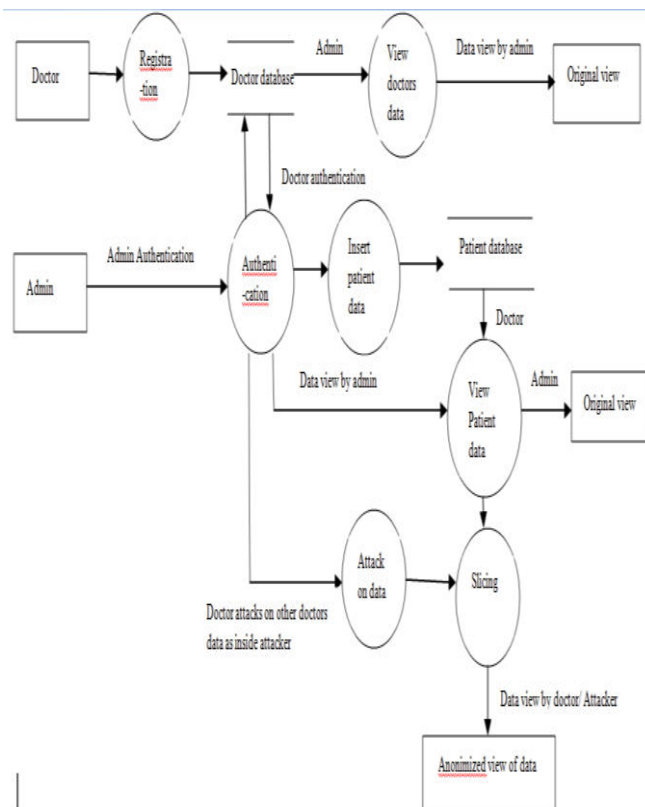 Doctor
Registra
-tion
Doctor database
Admin
View
doctors
data
Data view by admin
Original view
Doctor authentication
Admin
Admin Authentication
Authenti
-cation
Insert
patient
data
Patient database
Doctor
Data view by admin
View
Patient
data
Admin
Original view
Doctor attacks on other doctors
data as inside attacker
Attack
on data
Slicing
Data view by doctor/ Attacker
Anonimized view of data